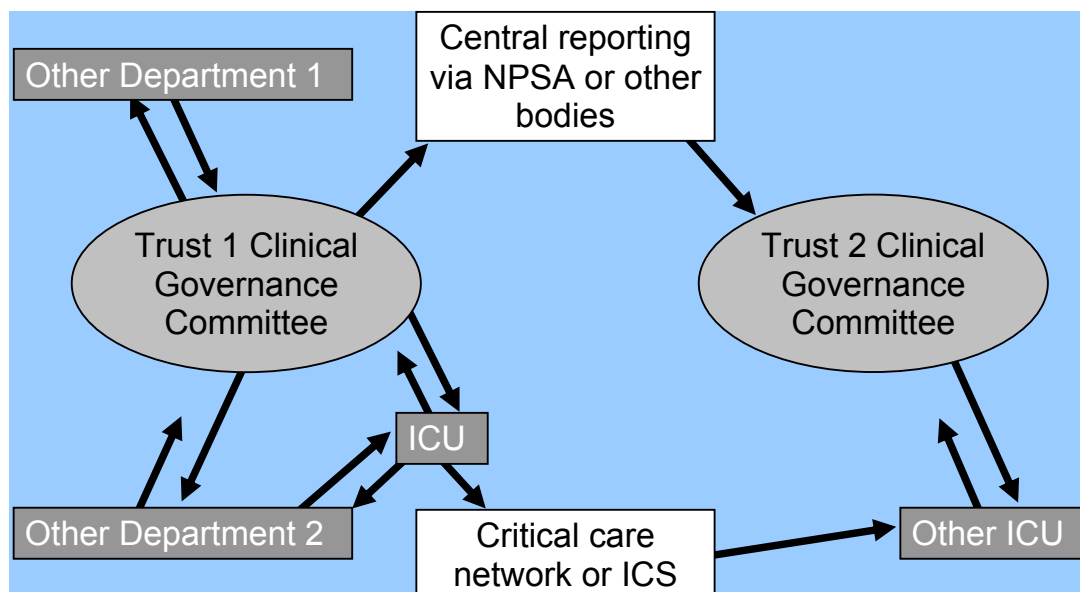 Other Department 1
Central reporting
via NPSA or other
bodies
Trust 1 Clinical
Governance
Committee
Trust 2 Clinical
Governance
Committee
ICU
Other Department 2
Critical care
network or ICS
Other ICU